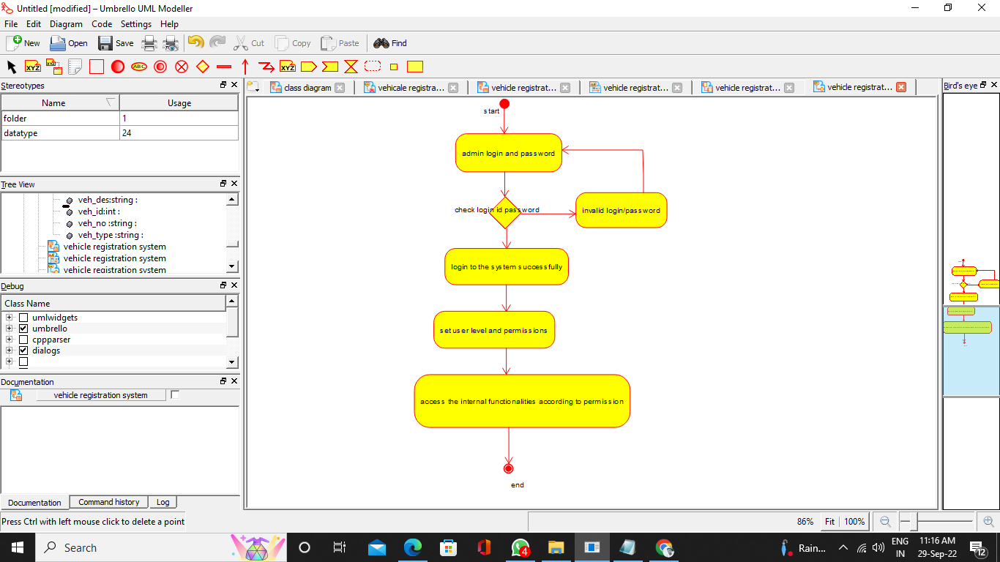 Untitled [modified] – Umbrello UML Modeller
File Edit Diagram Code Settings Help
New Open Save Cut Copy Paste Find
XYZ XYZ ABC XYZ
Stereotypes
Name Usage
folder 1
datatype 24
Tree View
veh_des:string :
veh_id:int :
veh_no :string :
veh_type :string :
vehicle registration system
vehicle registration system
vehicle registration system
Debug
Class Name
umlwidgets
umbrello
cppparser
dialogs
Documentation
vehicle registration system
Documentation Command history Log
class diagram vehicale registra... vehicle registrat... vehicle registrat... vehicle registrat... vehicle registrat...
start
admin login and password
check login id password
invalid login/password
login to the system successfully
set user level and permissions
access the internal functionalities according to permission
end
Bird's eye
Press Ctrl with left mouse click to delete a point
86% Fit 100%
Search
4
Rain...
ENG
IN
11:16 AM
29-Sep-22
12